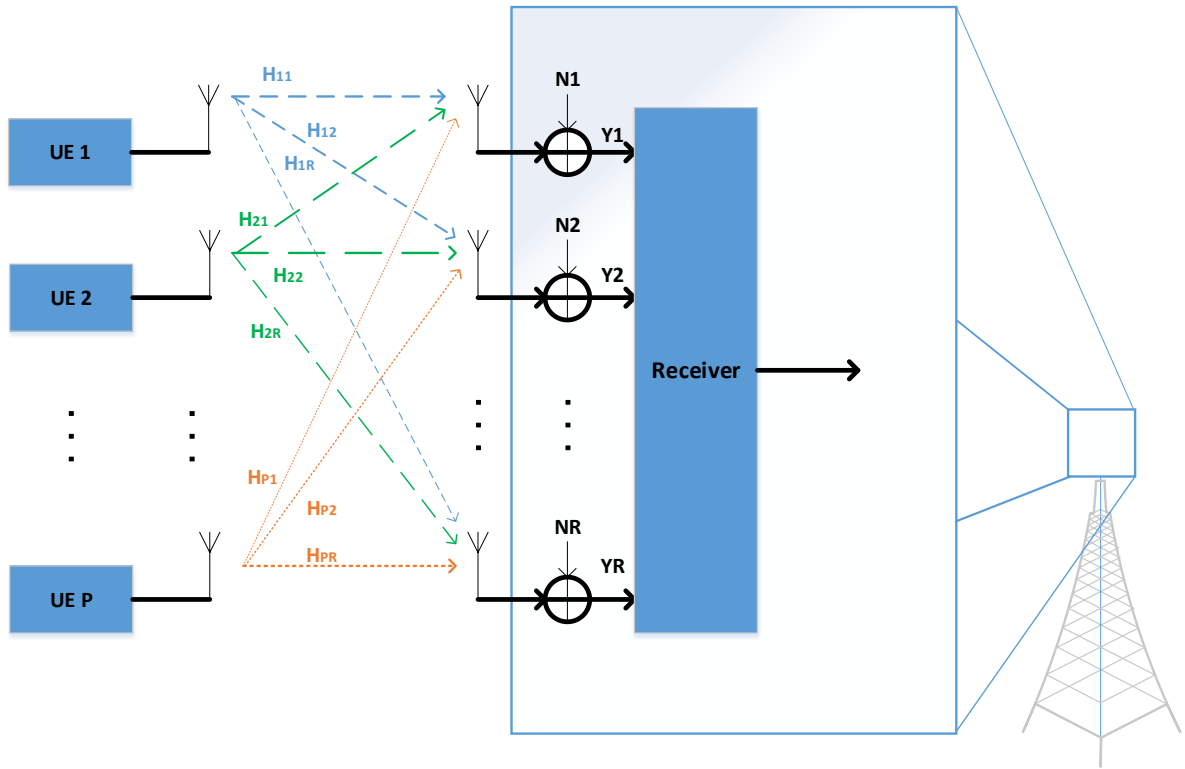 H11
N1
H12
Y1
UE 1
H1R
H21
N2
H22
Y2
UE 2
H2R
Receiver
HP1
HP2
NR
HPR
YR
UE P